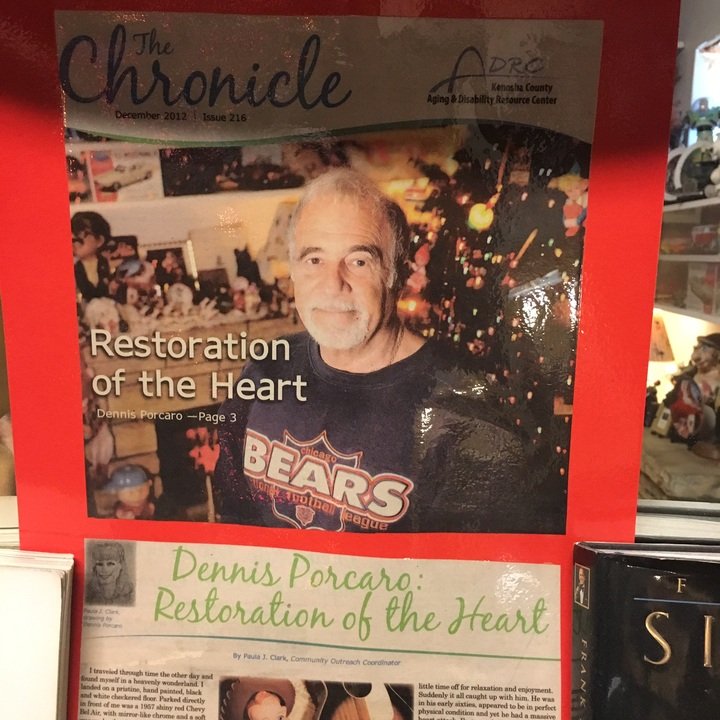 The
Chronicle
December 2012 | Issue 216
ADRC
Kenosha County
Aging & Disability Resource Center
Restoration
of the Heart
Dennis Porcaro —Page 3
chicago
BEARS
football league
Dennis Porcaro:
Restoration of the Heart
Paula J. Clark,
drawing by
Dennis Porcaro
By Paula J. Clark, Community Outreach Coordinator
I traveled through time the other day and
found myself in a heavenly wonderland. I
landed on a pristine, hand painted, black
and white checkered floor. Parked directly
in front of me was a 1957 shiny red Chevy
Bel Air, with mirror-like chrome and a soft
little time off for relaxation and enjoyment.
Suddenly it all caught up with him. He was
in his early sixties, appeared to be in perfect
physical condition and yet he had a massive
heart attack.
F
SI
FRANK